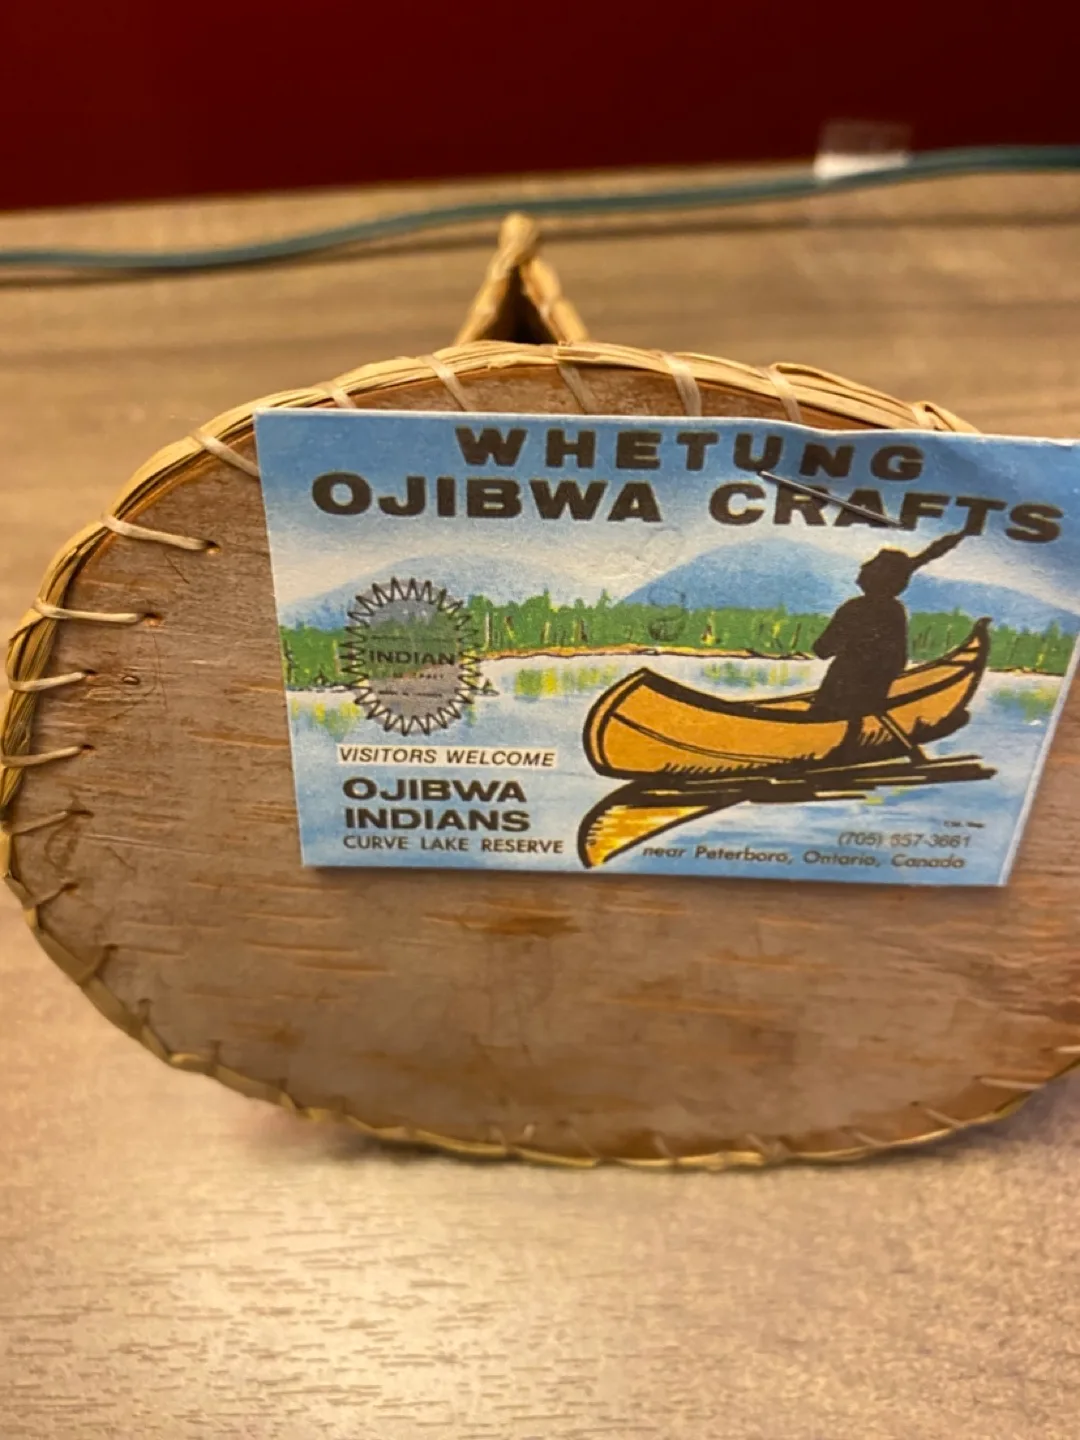 WHETUNG
OJIBWA CRAFTS
INDIAN
VISITORS WELCOME
OJIBWA
INDIANS
CURVE LAKE RESERVE
(705) 657-3661
near Peterboro, Ontario, Canada